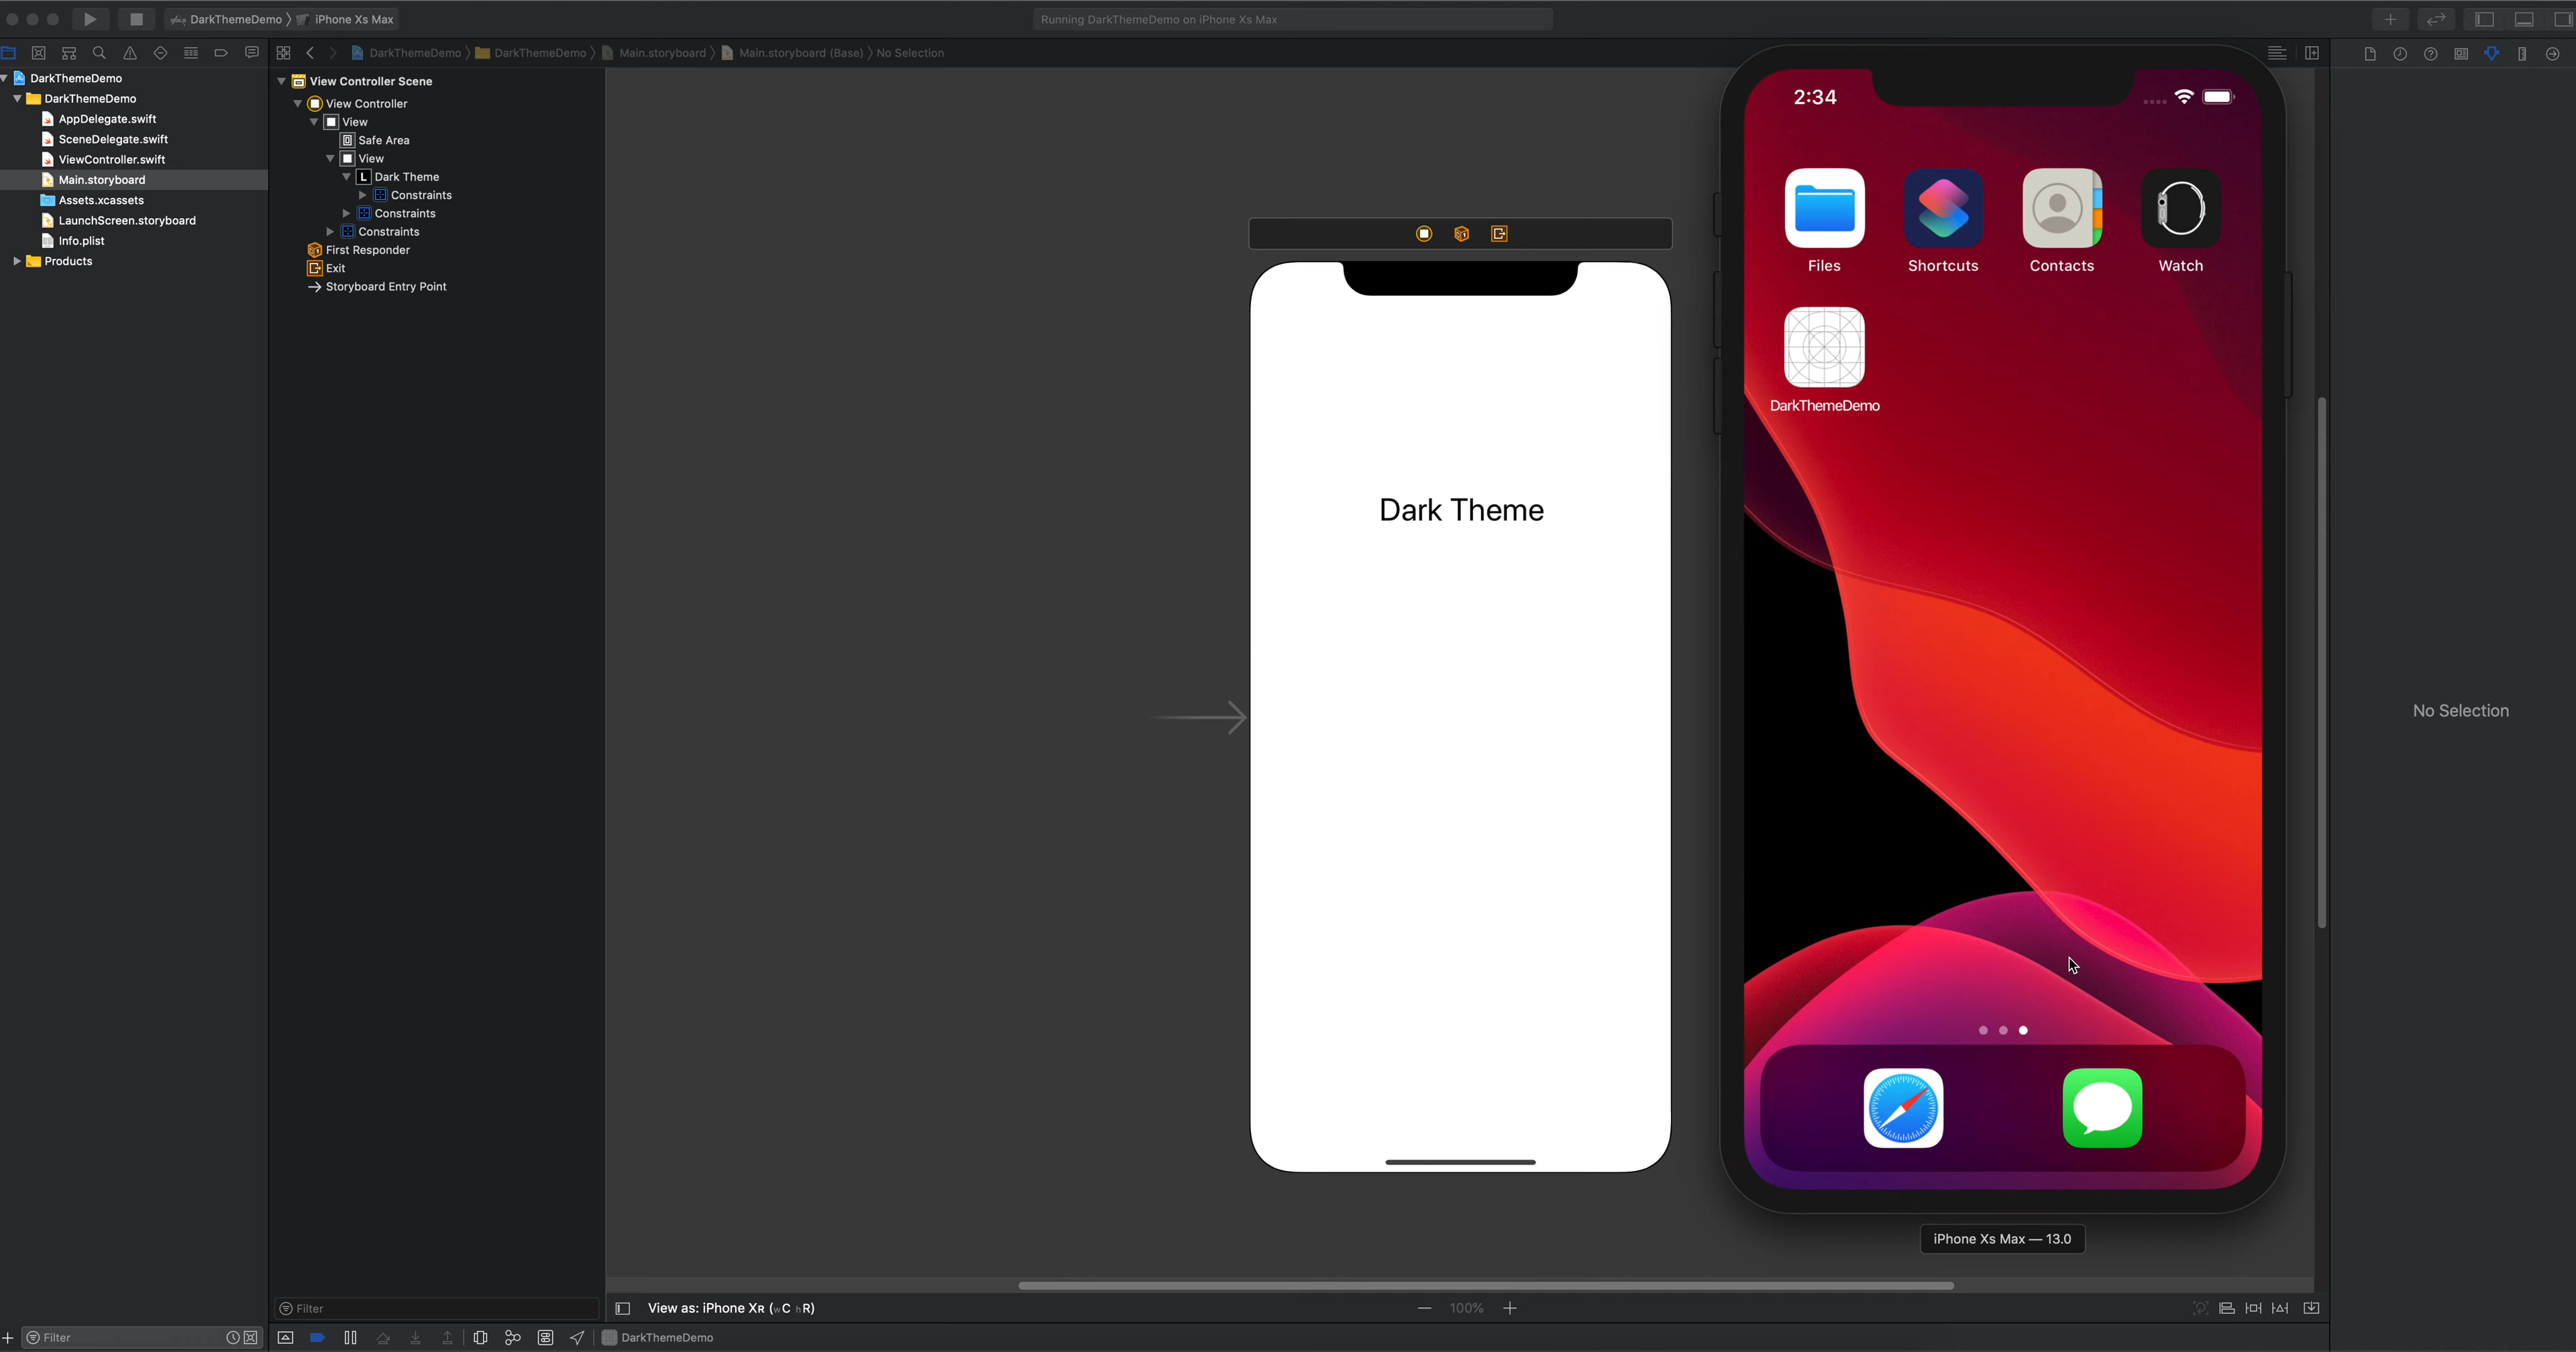 DarkThemeDemo 〉 iPhone Xs Max
Running DarkThemeDemo on iPhone Xs Max
DarkThemeDemo 〉 DarkThemeDemo 〉 Main.storyboard 〉 Main.storyboard (Base) 〉 No Selection
DarkThemeDemo
DarkThemeDemo
AppDelegate.swift
SceneDelegate.swift
ViewController.swift
Main.storyboard
Assets.xcassets
LaunchScreen.storyboard
Info.plist
Products
View Controller Scene
View Controller
View
Safe Area
View
L Dark Theme
Constraints
Constraints
Constraints
First Responder
Exit
Storyboard Entry Point
Dark Theme
2:34
Files
Shortcuts
Contacts
Watch
DarkThemeDemo
iPhone Xs Max — 13.0
No Selection
Filter
View as: iPhone XR (wC hR)
100%
Filter
DarkThemeDemo